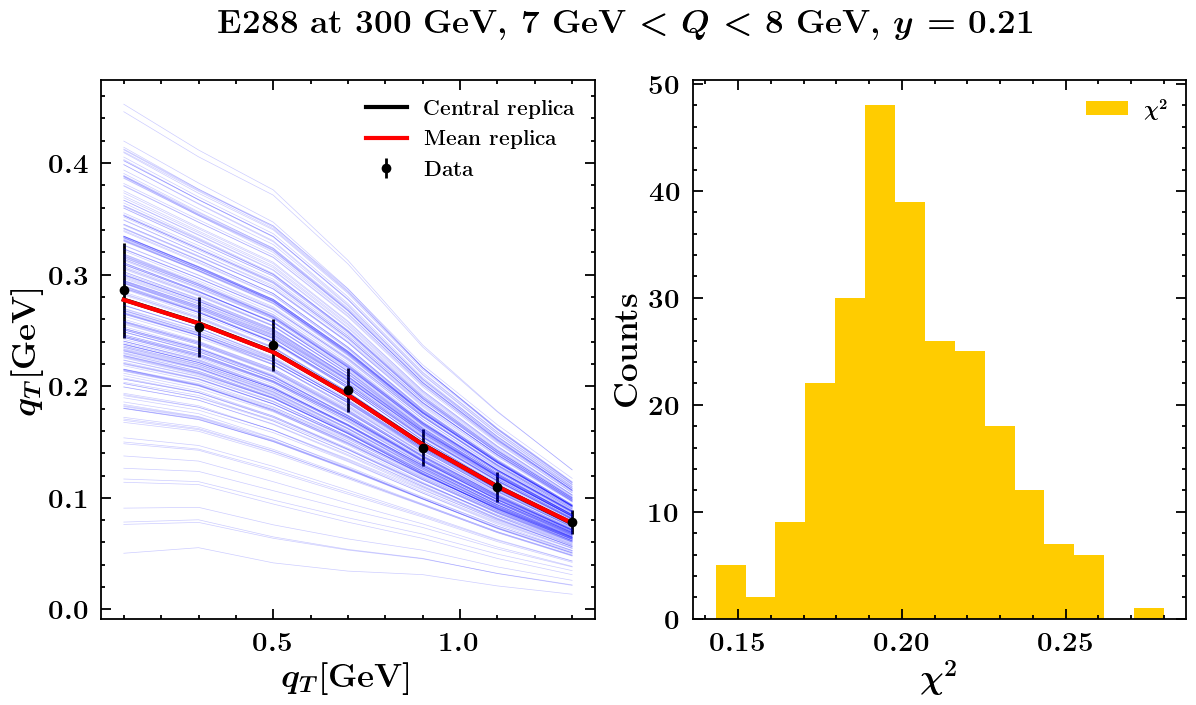 E288 at 300 GeV, 7 GeV < Q < 8 GeV, y = 0.21
q_T[GeV]
0.4
0.3
0.2
0.1
0.0
0.5
1.0
q_T[GeV]
Central replica
Mean replica
Data
Counts
50
40
30
20
10
0
0.15
0.20
0.25
χ²
χ²